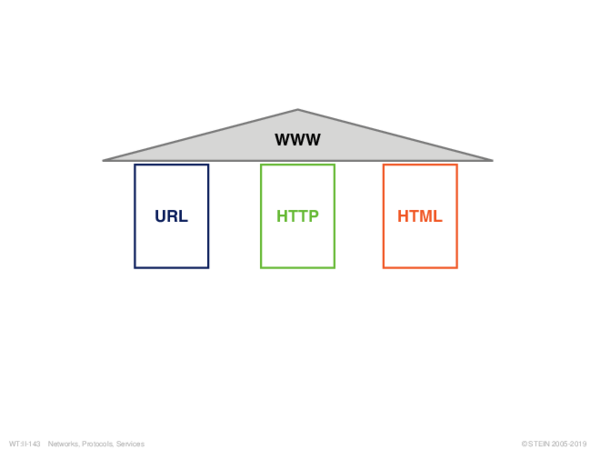 WWW
URL HTTP HTML
WT:II-143 Networks, Protocols, Services © STEIN 2005-2019